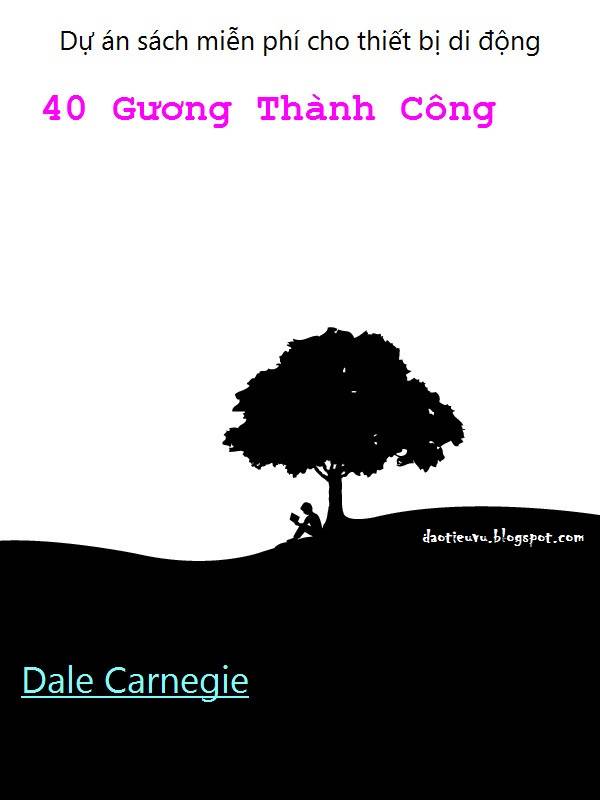 Dự án sách miễn phí cho thiết bị di động
40 Gương Thành Công
daotieuvu.blogspot.com
Dale Carnegie